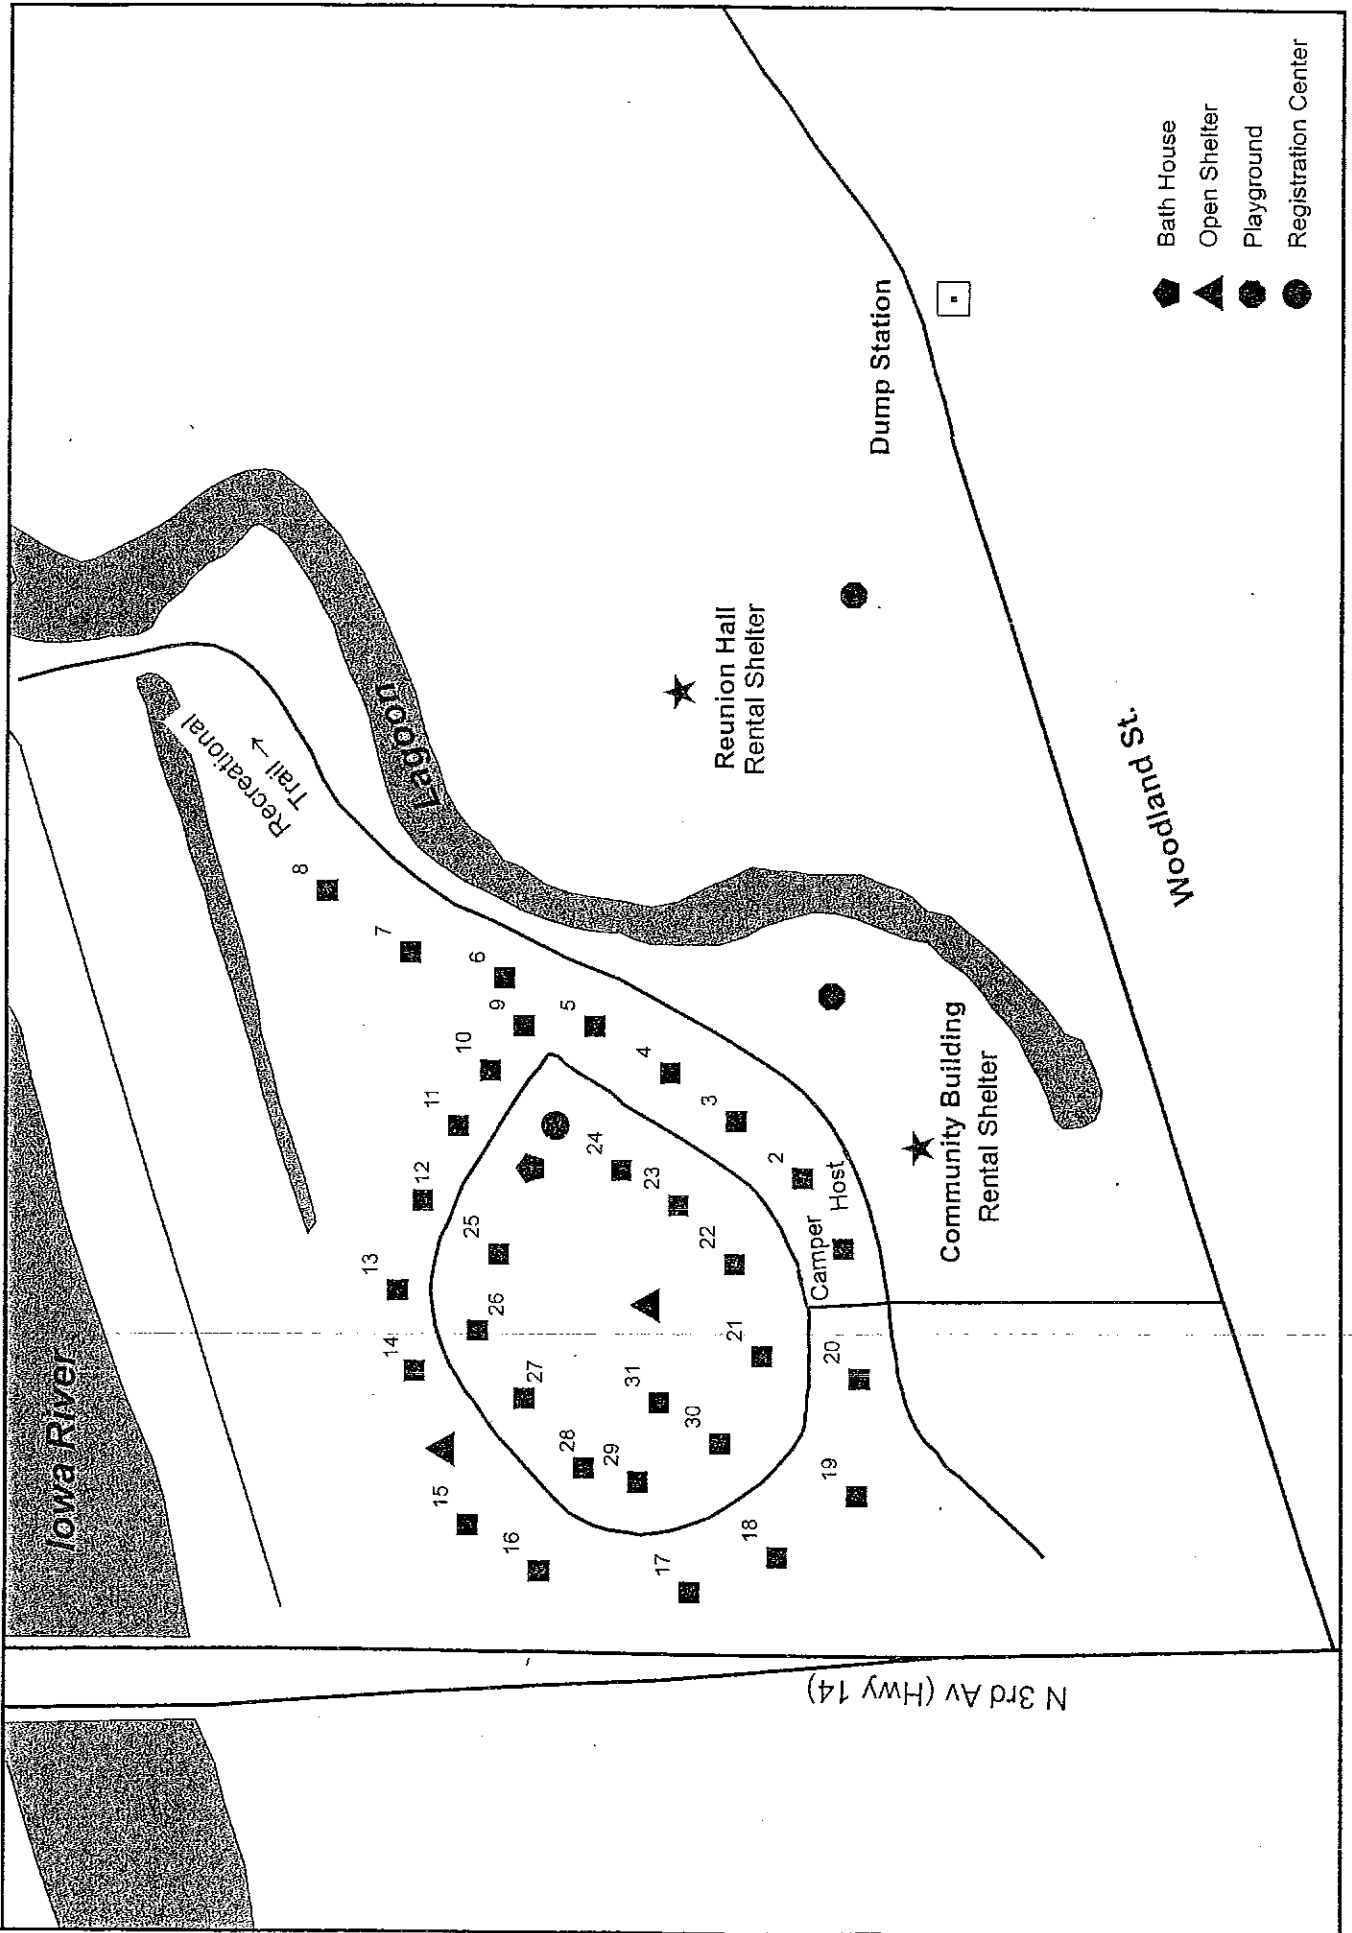 Iowa River
Recreational
Trail →
Lagoon
8
7
6
9
5
10
4
11
3
12
24
2
23
Host
25
22
Camper
13
26
21
20
14
27
31
30
28
29
19
15
18
16
17
Reunion Hall
Rental Shelter
Community Building
Rental Shelter
Dump Station
Woodland St.
N 3rd Av (Hwy 14)
Bath House
Open Shelter
Playground
Registration Center